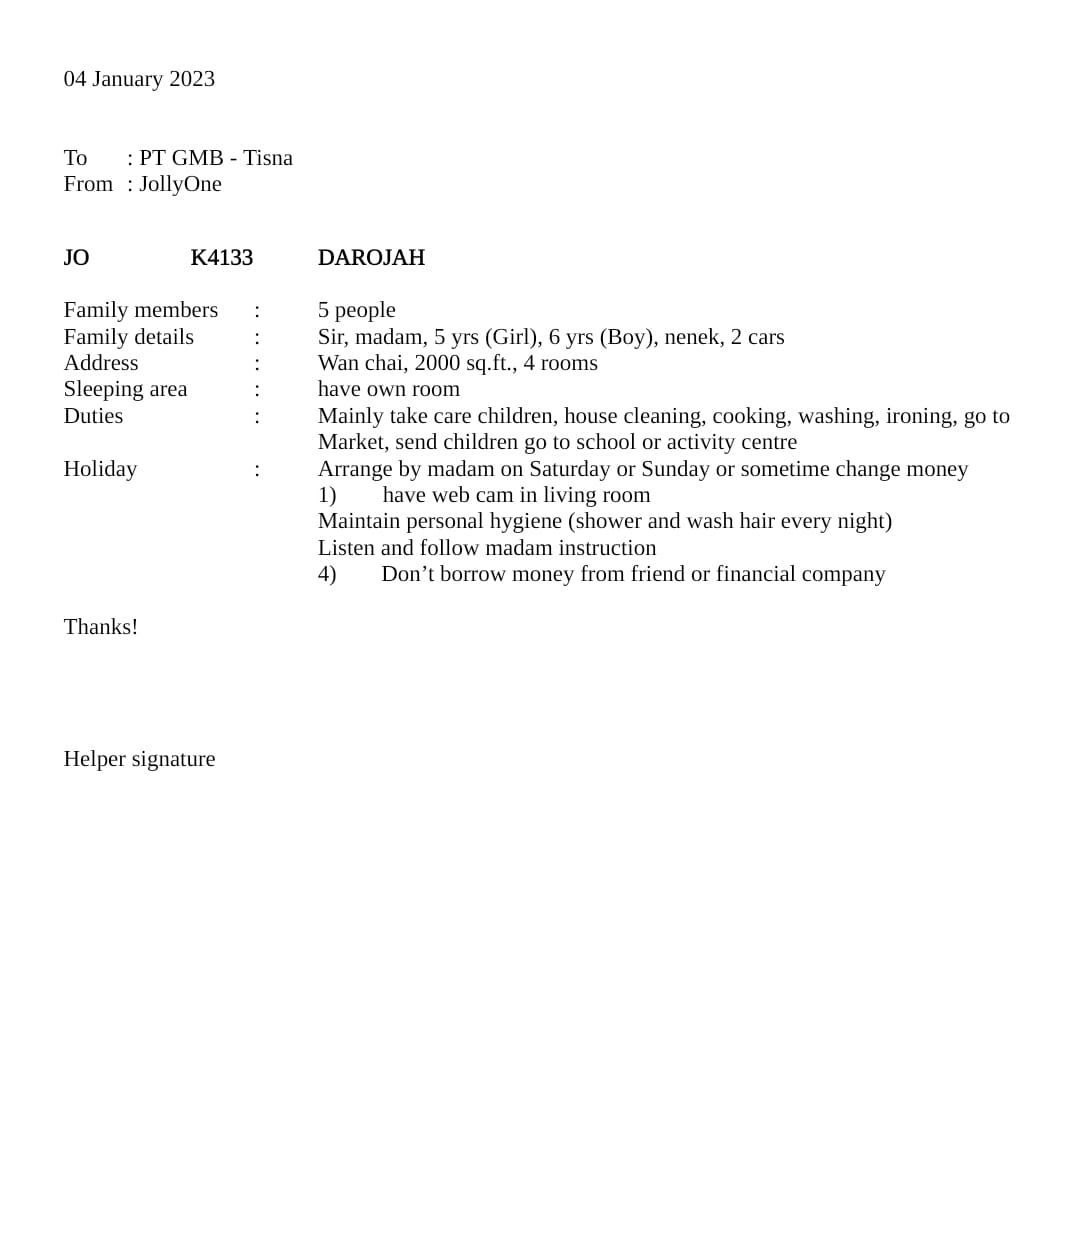 04 January 2023
To : PT GMB - Tisna
From : JollyOne
JO K4133 DAROJAH
Family members : 5 people
Family details : Sir, madam, 5 yrs (Girl), 6 yrs (Boy), nenek, 2 cars
Address : Wan chai, 2000 sq.ft., 4 rooms
Sleeping area : have own room
Duties : Mainly take care children, house cleaning, cooking, washing, ironing, go to
Market, send children go to school or activity centre
Holiday : Arrange by madam on Saturday or Sunday or sometime change money
1) have web cam in living room
Maintain personal hygiene (shower and wash hair every night)
Listen and follow madam instruction
4) Don’t borrow money from friend or financial company
Thanks!
Helper signature